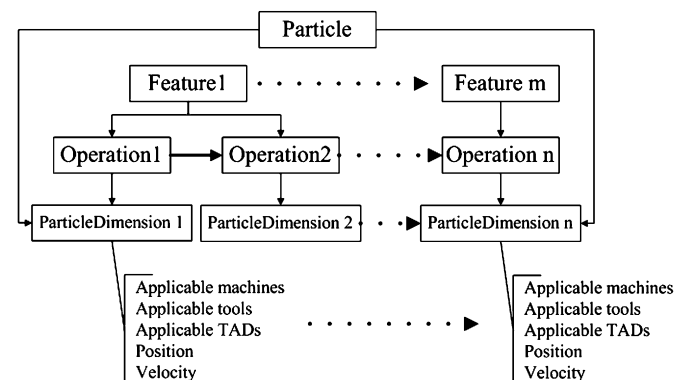 Particle
Feature1
Feature m
Operation1
Operation2
Operation n
ParticleDimension 1
ParticleDimension 2
ParticleDimension n
Applicable machines
Applicable tools
Applicable TADs
Position
Velocity
Applicable machines
Applicable tools
Applicable TADs
Position
Velocity